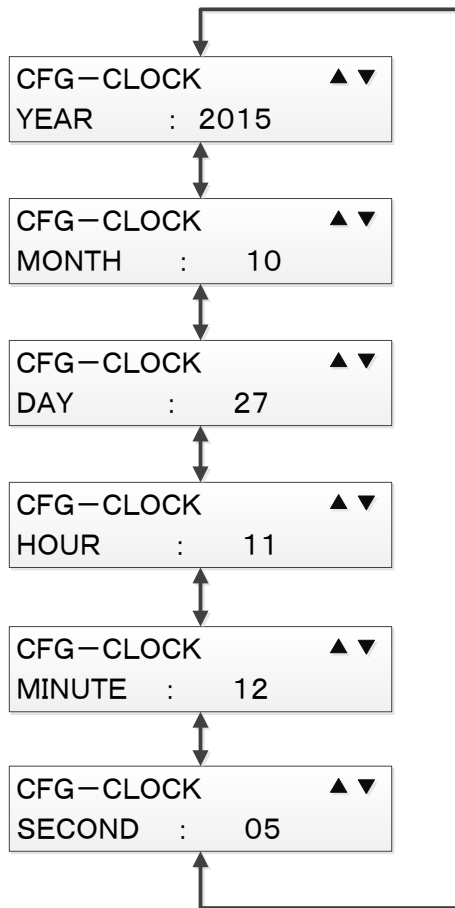 CFG－CLOCK ▲ ▼
YEAR : 2015
CFG－CLOCK ▲ ▼
MONTH : 10
CFG－CLOCK ▲ ▼
DAY : 27
CFG－CLOCK ▲ ▼
HOUR : 11
CFG－CLOCK ▲ ▼
MINUTE : 12
CFG－CLOCK ▲ ▼
SECOND : 05